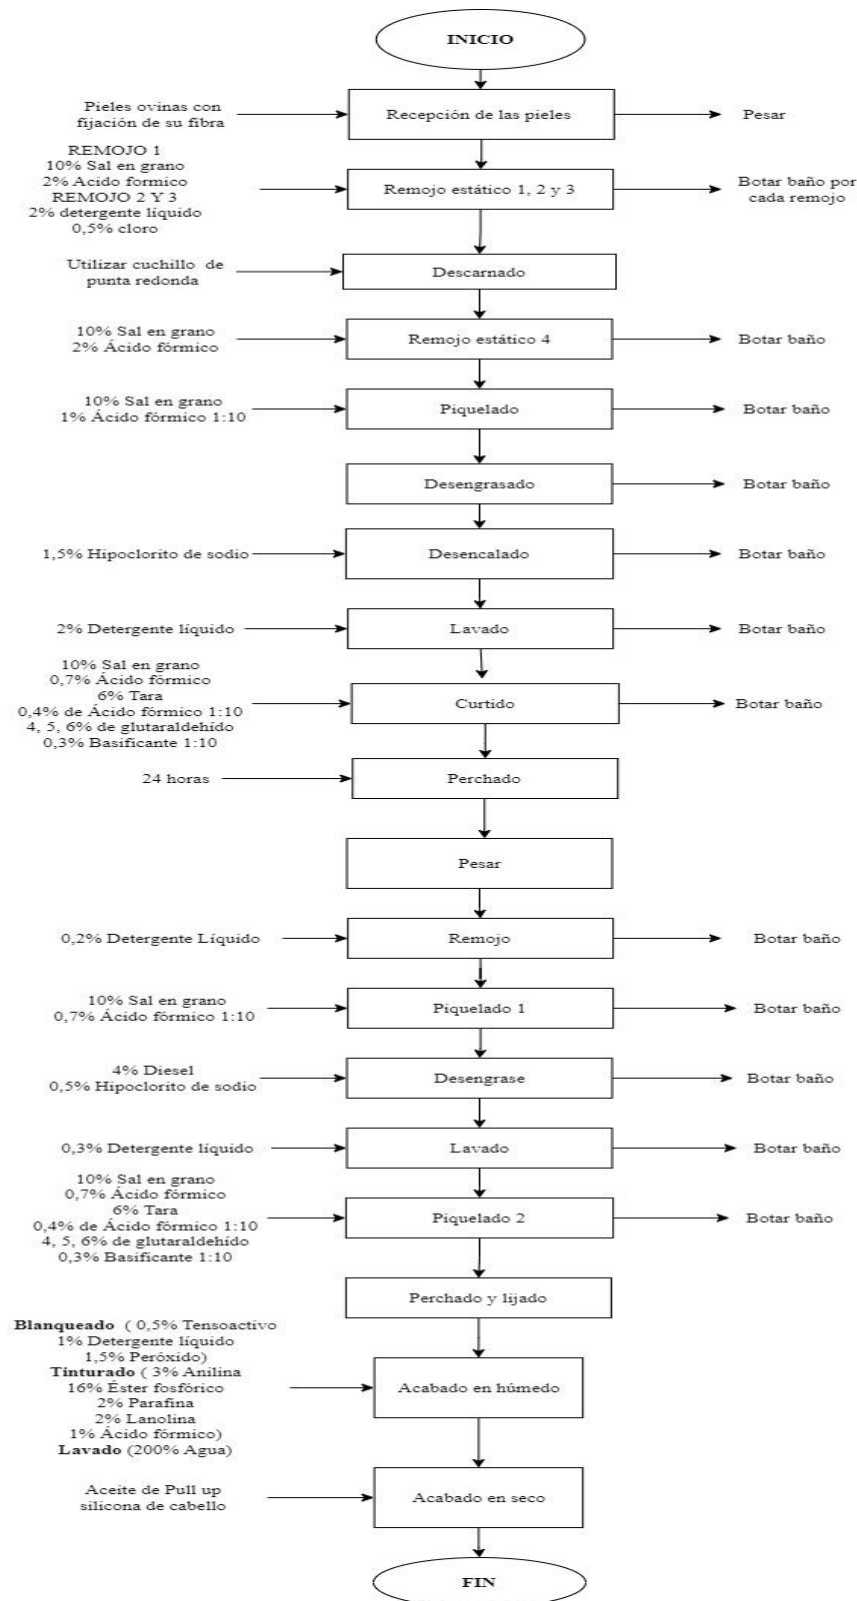 INICIO
Pieles ovinas con
fijación de su fibra
Recepción de las pieles
Pesar
REMOJO 1
10% Sal en grano
2% Acido formico
REMOJO 2 Y 3
2% detergente líquido
0,5% cloro
Remojo estático 1, 2 y 3
Botar baño por
cada remojo
Utilizar cuchillo de
punta redonda
Descarnado
10% Sal en grano
2% Ácido fórmico
Remojo estático 4
Botar baño
10% Sal en grano
1% Ácido fórmico 1:10
Piquelado
Botar baño
Desengrasado
Botar baño
1,5% Hipoclorito de sodio
Desencalado
Botar baño
2% Detergente líquido
Lavado
Botar baño
10% Sal en grano
0,7% Ácido fórmico
6% Tara
0,4% de Ácido fórmico 1:10
4, 5, 6% de glutaraldehído
0,3% Basificante 1:10
Curtido
Botar baño
24 horas
Perchado
Pesar
0,2% Detergente Líquido
Remojo
Botar baño
10% Sal en grano
0,7% Ácido fórmico 1:10
Piquelado 1
Botar baño
4% Diesel
0,5% Hipoclorito de sodio
Desengrase
Botar baño
0,3% Detergente líquido
Lavado
Botar baño
10% Sal en grano
0,7% Ácido fórmico
6% Tara
0,4% de Ácido fórmico 1:10
4, 5, 6% de glutaraldehído
0,3% Basificante 1:10
Piquelado 2
Botar baño
Perchado y lijado
Blanqueado ( 0,5% Tensoactivo
1% Detergente líquido
1,5% Peróxido)
Tinturado ( 3% Anilina
16% Éster fosfórico
2% Parafina
2% Lanolina
1% Ácido fórmico)
Lavado (200% Agua)
Acabado en húmedo
Aceite de Pull up
silicona de cabello
Acabado en seco
FIN